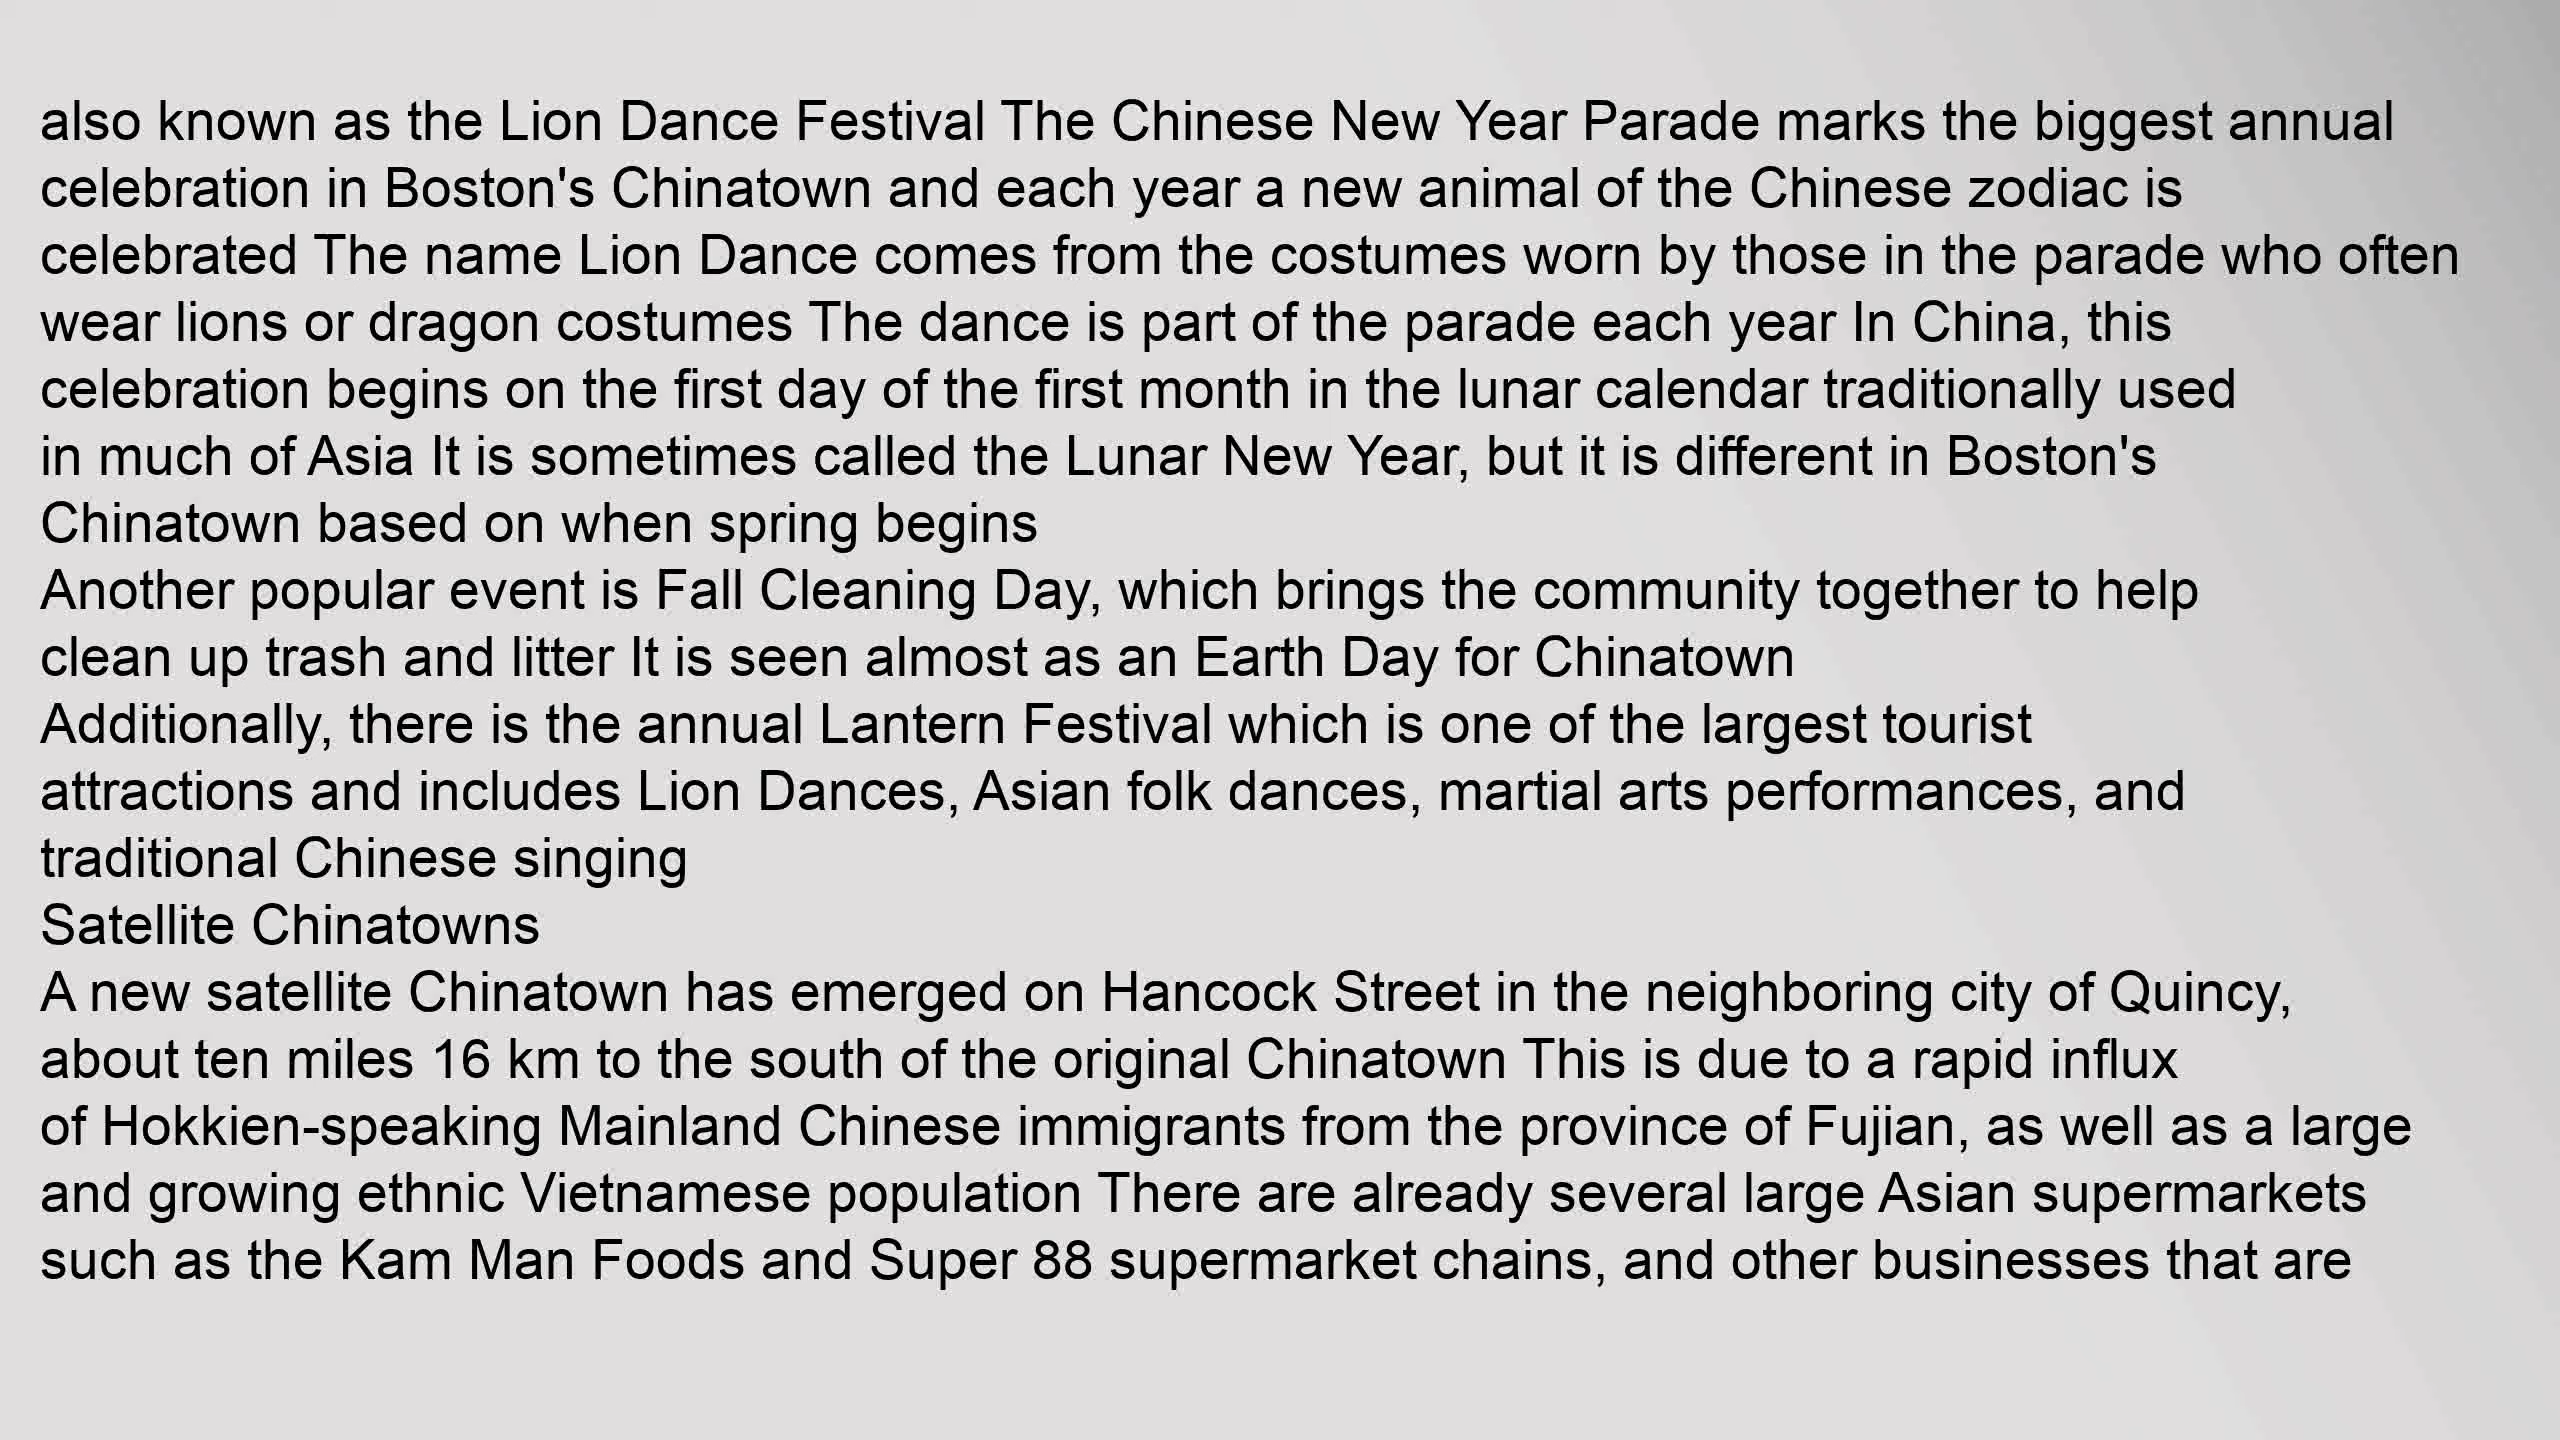 also known as the Lion Dance Festival The Chinese New Year Parade marks the biggest annual
celebration in Boston's Chinatown and each year a new animal of the Chinese zodiac is
celebrated The name Lion Dance comes from the costumes worn by those in the parade who often
wear lions or dragon costumes The dance is part of the parade each year In China, this
celebration begins on the first day of the first month in the lunar calendar traditionally used
in much of Asia It is sometimes called the Lunar New Year, but it is different in Boston's
Chinatown based on when spring begins
Another popular event is Fall Cleaning Day, which brings the community together to help
clean up trash and litter It is seen almost as an Earth Day for Chinatown
Additionally, there is the annual Lantern Festival which is one of the largest tourist
attractions and includes Lion Dances, Asian folk dances, martial arts performances, and
traditional Chinese singing
Satellite Chinatowns
A new satellite Chinatown has emerged on Hancock Street in the neighboring city of Quincy,
about ten miles 16 km to the south of the original Chinatown This is due to a rapid influx
of Hokkien-speaking Mainland Chinese immigrants from the province of Fujian, as well as a large
and growing ethnic Vietnamese population There are already several large Asian supermarkets
such as the Kam Man Foods and Super 88 supermarket chains, and other businesses that are